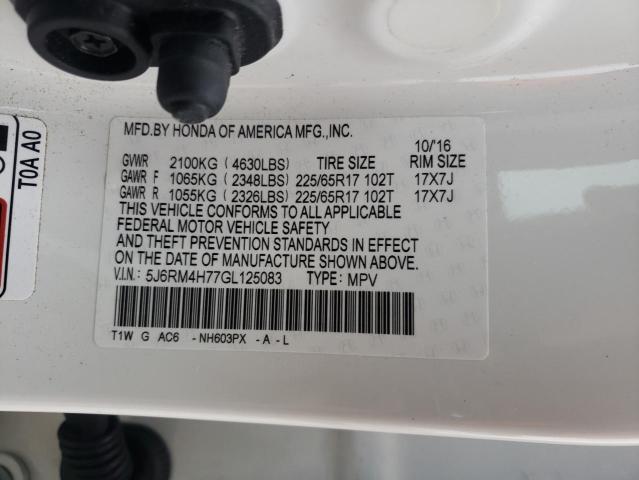 MFD.BY HONDA OF AMERICA MFG.,INC. 10/'16
GVWR 2100KG (4630LBS) TIRE SIZE RIM SIZE
GAWR F 1065KG (2348LBS) 225/65R17 102T 17X7J
GAWR R 1055KG (2326LBS) 225/65R17 102T 17X7J
THIS VEHICLE CONFORMS TO ALL APPLICABLE
FEDERAL MOTOR VEHICLE SAFETY
AND THEFT PREVENTION STANDARDS IN EFFECT
ON THE DATE OF MANUFACTURE SHOWN ABOVE.
V.I.N: 5J6RM4H77GL125083 TYPE: MPV
T1W G AC6 -NH603PX -A-L
T0A A0